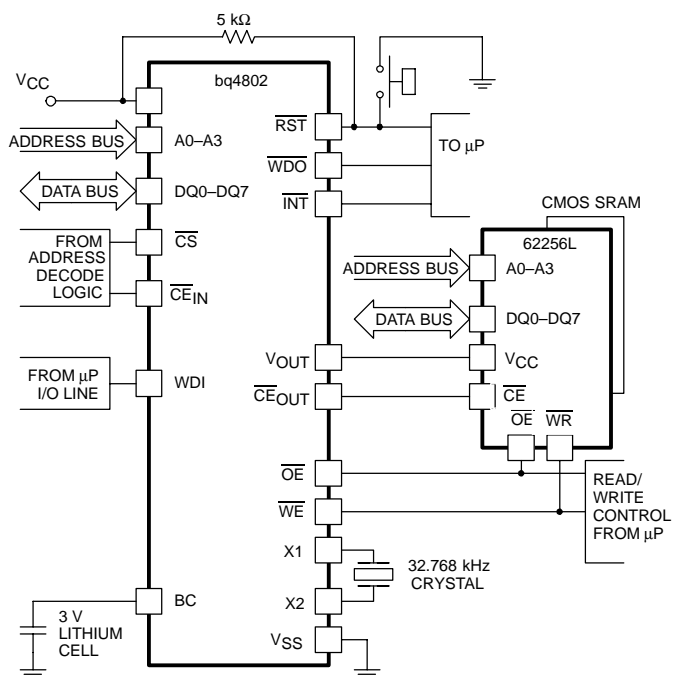 5 kΩ
VCC
bq4802
RST
ADDRESS BUS
A0–A3
TO µP
WDO
DATA BUS
DQ0–DQ7
INT
CMOS SRAM
FROM
ADDRESS
DECODE
LOGIC
CS
CEIN
62256L
ADDRESS BUS
A0–A3
DATA BUS
DQ0–DQ7
VOUT
VCC
FROM µP
I/O LINE
WDI
CEOUT
CE
OE
WR
OE
READ/
WRITE
CONTROL
FROM µP
WE
X1
32.768 kHz
CRYSTAL
X2
BC
3 V
LITHIUM
CELL
VSS